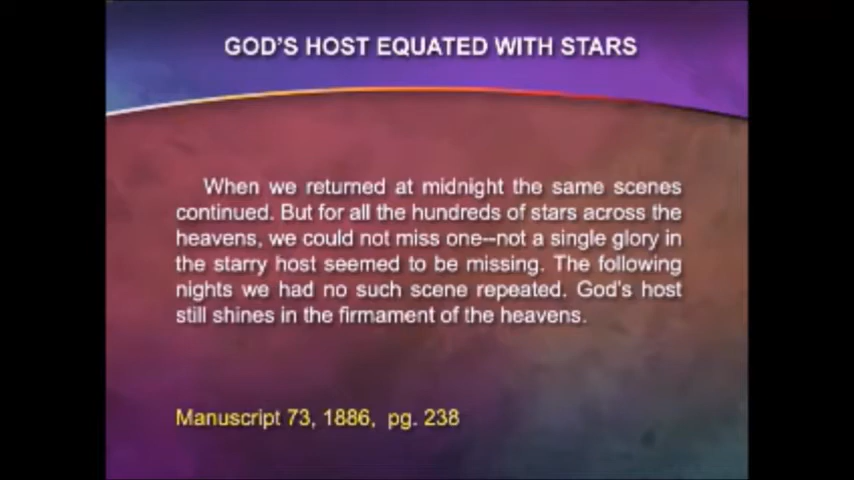 GOD'S HOST EQUATED WITH STARS
When we returned at midnight the same scenes
continued. But for all the hundreds of stars across the
heavens, we could not miss one--not a single glory in
the starry host seemed to be missing. The following
nights we had no such scene repeated. God's host
still shines in the firmament of the heavens.
Manuscript 73, 1886, pg. 238